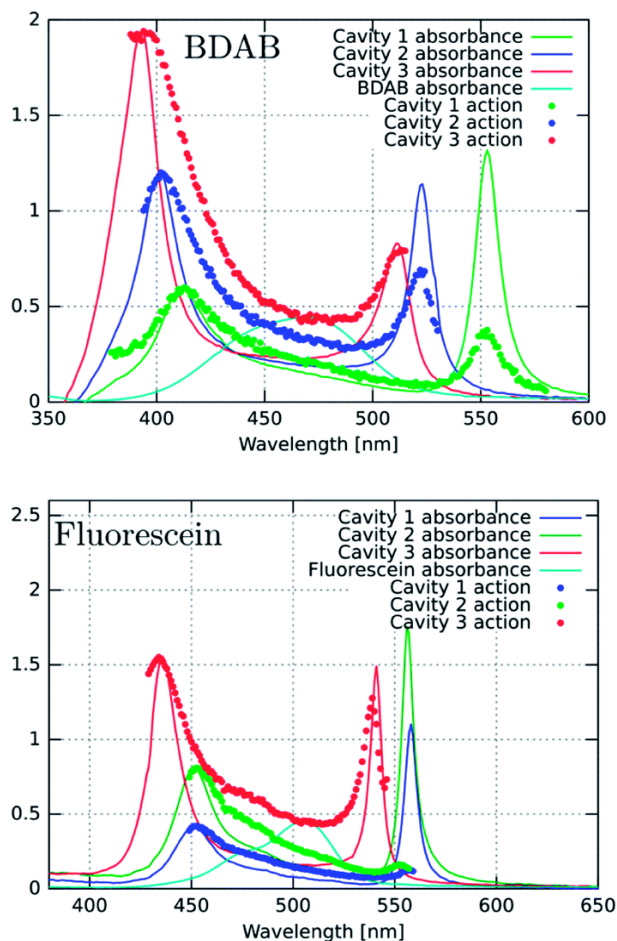 BDAB
Cavity 1 absorbance
Cavity 2 absorbance
Cavity 3 absorbance
BDAB absorbance
Cavity 1 action
Cavity 2 action
Cavity 3 action
2
1.5
1
0.5
0
350 400 450 500 550 600
Wavelength [nm]
Fluorescein
Cavity 1 absorbance
Cavity 2 absorbance
Cavity 3 absorbance
Fluorescein absorbance
Cavity 1 action
Cavity 2 action
Cavity 3 action
2.5
2
1.5
1
0.5
0
400 450 500 550 600 650
Wavelength [nm]